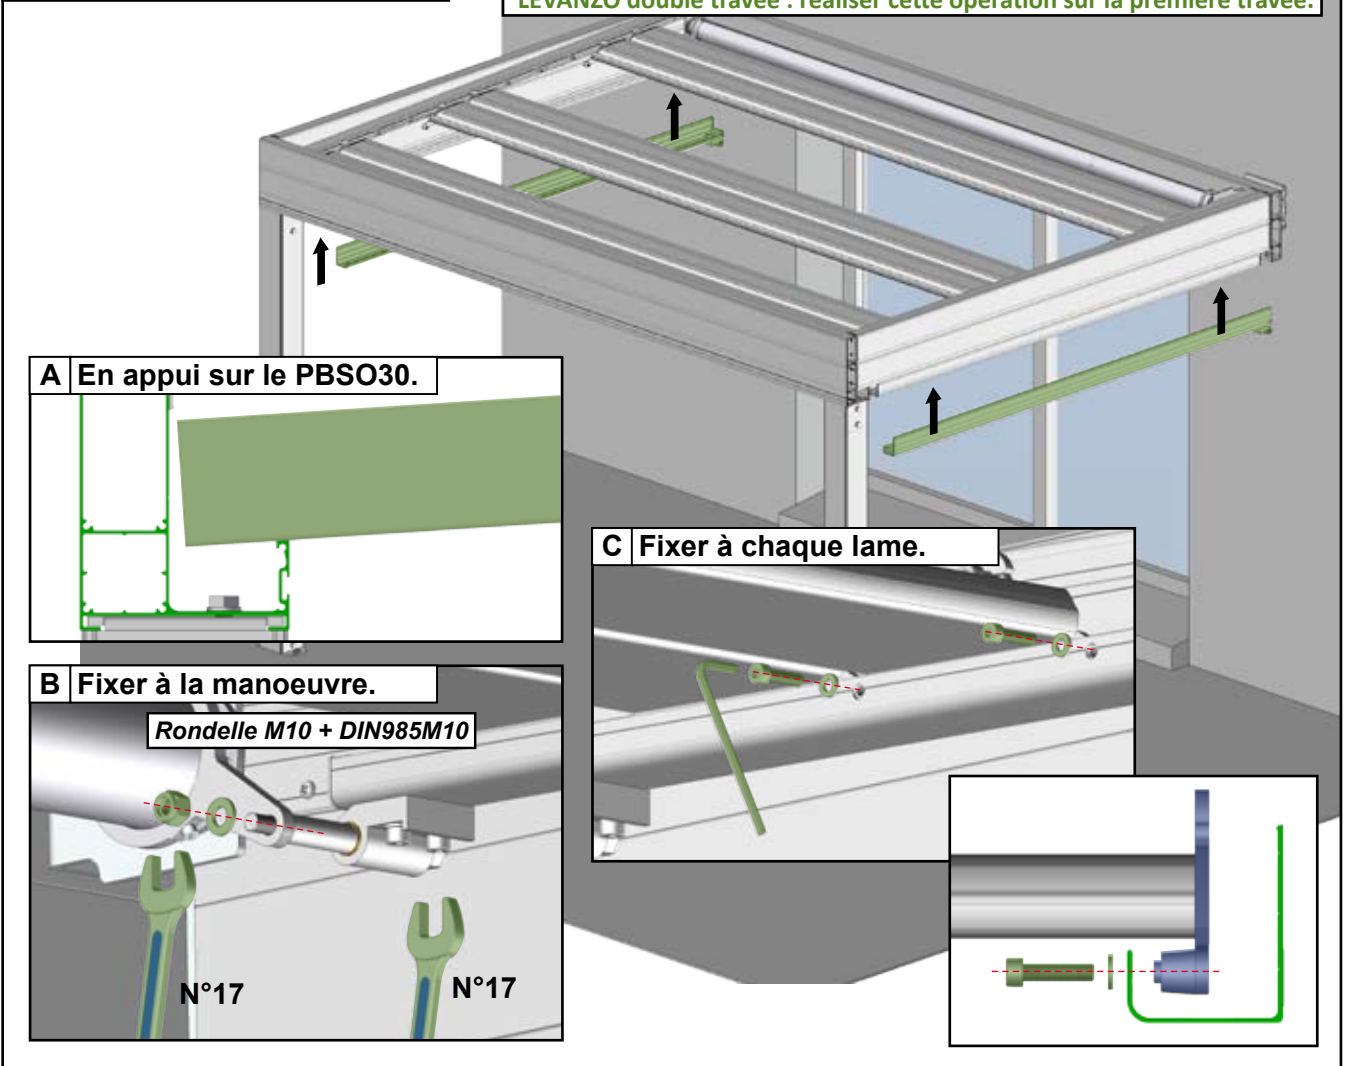 LEVANZO double travée : réaliser cette opération sur la première travée.
A En appui sur le PBSO30.
B Fixer à la manoeuvre.
Rondelle M10 + DIN985M10
N°17
N°17
C Fixer à chaque lame.